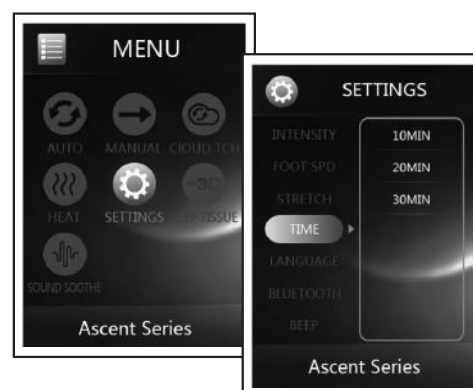 MENU
AUTO MANUAL CLOUD TCH
HEAT SETTINGS TISSUE
SOUND SOOTHE
Ascent Series
SETTINGS
INTENSITY
FOOT SPD
STRETCH
TIME
LANGUAGE
BLUETOOTH
BEEP
10MIN
20MIN
30MIN
Ascent Series